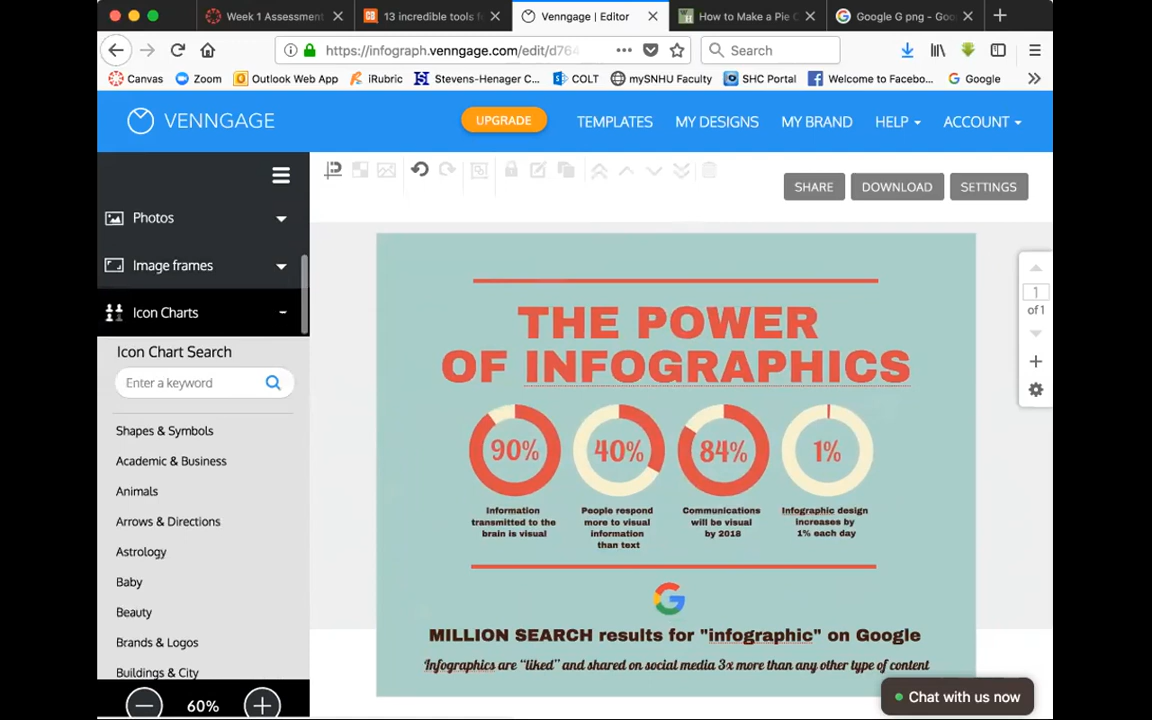 Week 1 Assessment
13 incredible tools f
Venngage | Editor
How to Make a Pie C
Google G png - Goo
https://infograph.venngage.com/edit/d764
Search
Canvas
Zoom
Outlook Web App
iRubric
Stevens-Henager C...
COLT
mySNHU Faculty
SHC Portal
Welcome to Facebo...
Google
VENNGAGE
UPGRADE
TEMPLATES
MY DESIGNS
MY BRAND
HELP
ACCOUNT
SHARE
DOWNLOAD
SETTINGS
Photos
Image frames
Icon Charts
Icon Chart Search
Enter a keyword
Shapes & Symbols
Academic & Business
Animals
Arrows & Directions
Astrology
Baby
Beauty
Brands & Logos
Buildings & City
60%
THE POWER
OF INFOGRAPHICS
90%
40%
84%
1%
Information
transmitted to the
brain is visual
People respond
more to visual
information
than text
Communications
will be visual
by 2018
Infographic design
increases by
1% each day
G
MILLION SEARCH results for "infographic" on Google
Infographics are “liked” and shared on social media 3x more than any other type of content
1
of 1
Chat with us now